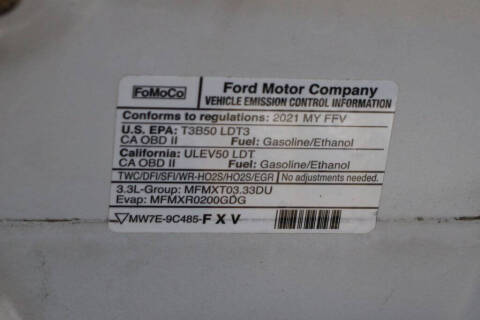 FoMoCo
Ford Motor Company
VEHICLE EMISSION CONTROL INFORMATION
Conforms to regulations: 2021 MY FFV
U.S. EPA: T3B50 LDT3
CA OBD II Fuel: Gasoline/Ethanol
California: ULEV50 LDT
CA OBD II Fuel: Gasoline/Ethanol
TWC/DFI/SFI/WR-HO2S/HO2S/EGR No adjustments needed.
3.3L-Group: MFMXT03.33DU
Evap: MFMXR0200GDG
MW7E-9C485-FXV